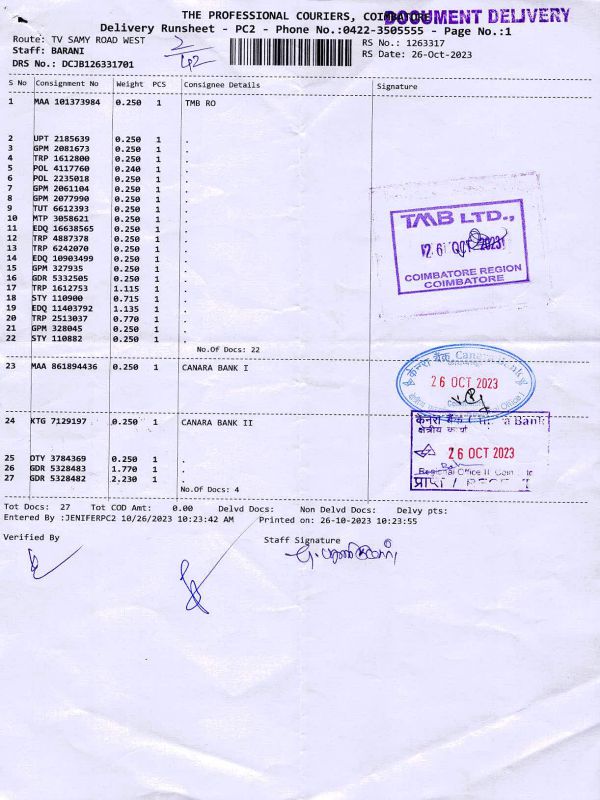 THE PROFESSIONAL COURIERS, COIMBATORE
DOCUMENT DELIVERY
Delivery Runsheet - PC2 - Phone No.:0422-3505555 - Page No.:1
Route: TV SAMY ROAD WEST
RS No.: 1263317
Staff: BARANI
RS Date: 26-Oct-2023
DRS No.: DCJB126331701
2/42
S No Consignment No Weight PCS Consignee Details Signature
1 MAA 101373984 0.250 1 TMB RO
2 UPT 2185639 0.250 1 .
3 GPM 2081673 0.250 1 .
4 TRP 1612800 0.250 1 .
5 POL 4117760 0.240 1 .
6 POL 2235018 0.250 1 .
7 GPM 2061104 0.250 1 .
8 GPM 2077990 0.250 1 .
9 TUT 6612393 0.250 1 .
10 MTP 3058621 0.250 1 .
11 EDQ 16638565 0.250 1 .
12 TRP 4887378 0.250 1 .
13 TRP 6242070 0.250 1 .
14 EDQ 10903499 0.250 1 .
15 GPM 327935 0.250 1 .
16 GDR 5332505 0.250 1 .
17 TRP 1612753 1.115 1 .
18 STY 110900 0.715 1 .
19 EDQ 11403792 1.135 1 .
20 TRP 2513037 0.770 1 .
21 GPM 328045 0.250 1 .
22 STY 110882 0.250 1 .
No.Of Docs: 22
TMB LTD.,
26 OCT 2023
COIMBATORE REGION
COIMBATORE
23 MAA 861894436 0.250 1 CANARA BANK I
केनरा बैंक Canara Bank
26 OCT 2023
24 KTG 7129197 0.250 1 CANARA BANK II
केनरा बैंक Canara Bank
26 OCT 2023
Regional Office II
25 DTY 3784369 0.250 1 .
26 GDR 5328483 1.770 1 .
27 GDR 5328482 2.230 1 .
No.Of Docs: 4
Tot Docs: 27 Tot COD Amt: 0.00 Delvd Docs: Non Delvd Docs: Delvy pts:
Entered By :JENIFERPC2 10/26/2023 10:23:42 AM Printed on: 26-10-2023 10:23:55
Verified By Staff Signature